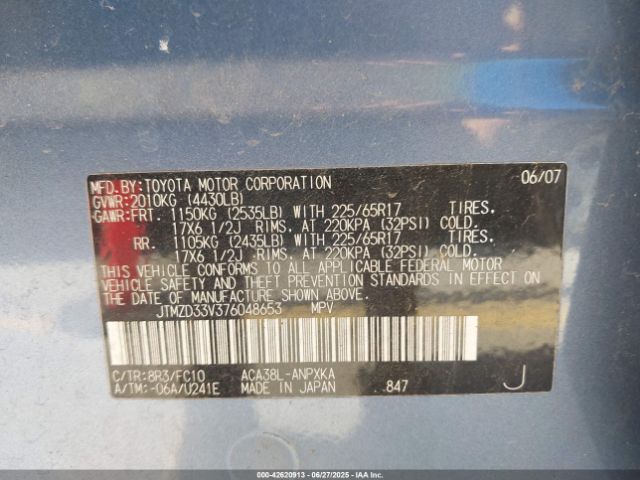 MFD.BY:TOYOTA MOTOR CORPORATION 06/07
GVWR:2010KG (4430LB)
GAWR:FRT. 1150KG (2535LB) WITH 225/65R17 TIRES.
17X6 1/2J RIMS, AT 220KPA (32PSI) COLD.
RR. 1105KG (2435LB) WITH 225/65R17 TIRES.
17X6 1/2J RIMS, AT 220KPA (32PSI) COLD.
THIS VEHICLE CONFORMS TO ALL APPLICABLE FEDERAL MOTOR
VEHICLE SAFETY AND THEFT PREVENTION STANDARDS IN EFFECT ON
THE DATE OF MANUFACTURE SHOWN ABOVE.
JTMZD33V376048653 MPV
C/TR:8R3/FC10 ACA38L-ANPXKA
A/TM:-06A/U241E MADE IN JAPAN .847 J
000-42620913 - 06/27/2025 - IAAI.COM